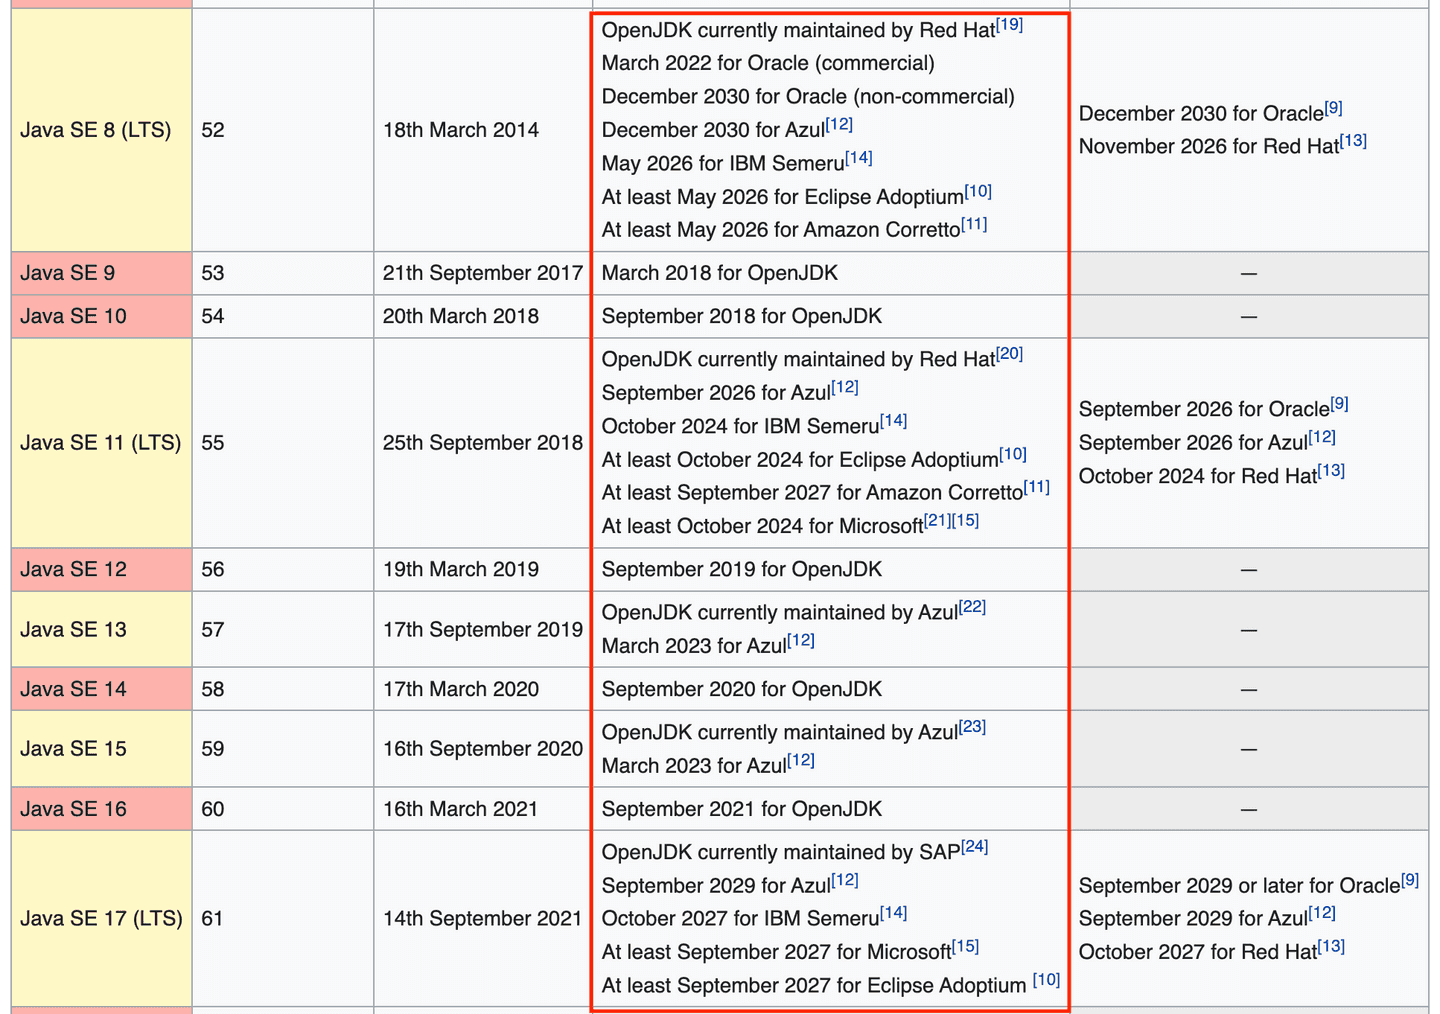 Java SE 8 (LTS)
52
18th March 2014
OpenJDK currently maintained by Red Hat[19]
March 2022 for Oracle (commercial)
December 2030 for Oracle (non-commercial)
December 2030 for Azul[12]
May 2026 for IBM Semeru[14]
At least May 2026 for Eclipse Adoptium[10]
At least May 2026 for Amazon Corretto[11]
December 2030 for Oracle[9]
November 2026 for Red Hat[13]
Java SE 9
53
21th September 2017
March 2018 for OpenJDK
—
Java SE 10
54
20th March 2018
September 2018 for OpenJDK
—
Java SE 11 (LTS)
55
25th September 2018
OpenJDK currently maintained by Red Hat[20]
September 2026 for Azul[12]
October 2024 for IBM Semeru[14]
At least October 2024 for Eclipse Adoptium[10]
At least September 2027 for Amazon Corretto[11]
At least October 2024 for Microsoft[21][15]
September 2026 for Oracle[9]
September 2026 for Azul[12]
October 2024 for Red Hat[13]
Java SE 12
56
19th March 2019
September 2019 for OpenJDK
—
Java SE 13
57
17th September 2019
OpenJDK currently maintained by Azul[22]
March 2023 for Azul[12]
—
Java SE 14
58
17th March 2020
September 2020 for OpenJDK
—
Java SE 15
59
16th September 2020
OpenJDK currently maintained by Azul[23]
March 2023 for Azul[12]
—
Java SE 16
60
16th March 2021
September 2021 for OpenJDK
—
Java SE 17 (LTS)
61
14th September 2021
OpenJDK currently maintained by SAP[24]
September 2029 for Azul[12]
October 2027 for IBM Semeru[14]
At least September 2027 for Microsoft[15]
At least September 2027 for Eclipse Adoptium [10]
September 2029 or later for Oracle[9]
September 2029 for Azul[12]
October 2027 for Red Hat[13]